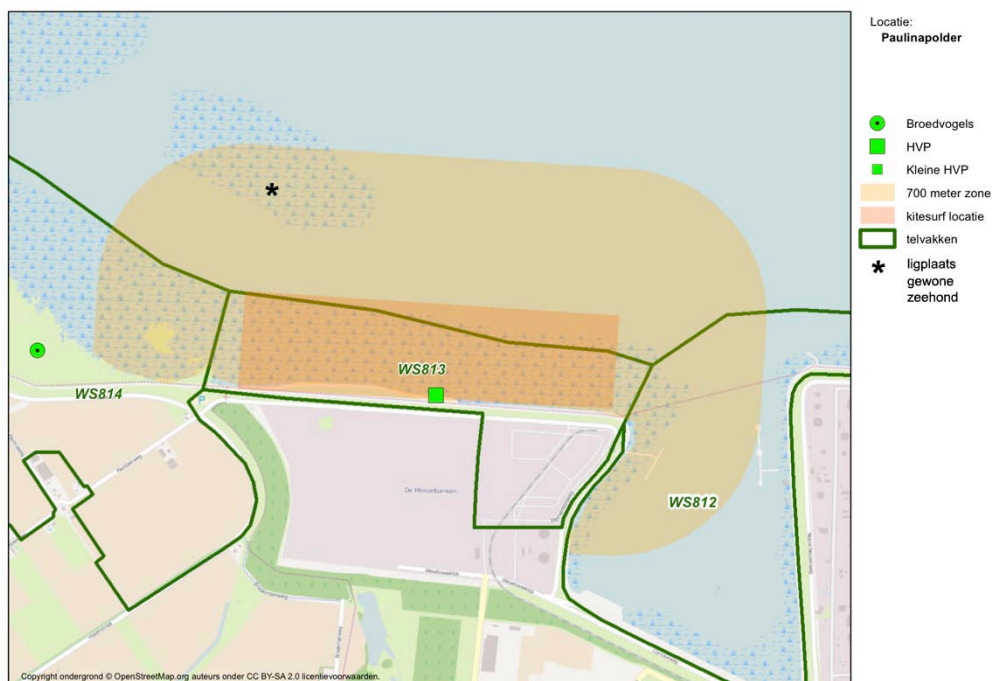 Locatie:
Paulinapolder
Broedvogels
HVP
Kleine HVP
700 meter zone
kitesurf locatie
telvakken
ligplaats
gewone
zeehond
WS813
WS814
P
WS812
De Mosselbanken
Copyright ondergrond © OpenStreetMap.org auteurs onder CC BY-SA 2.0 licentievoorwaarden.